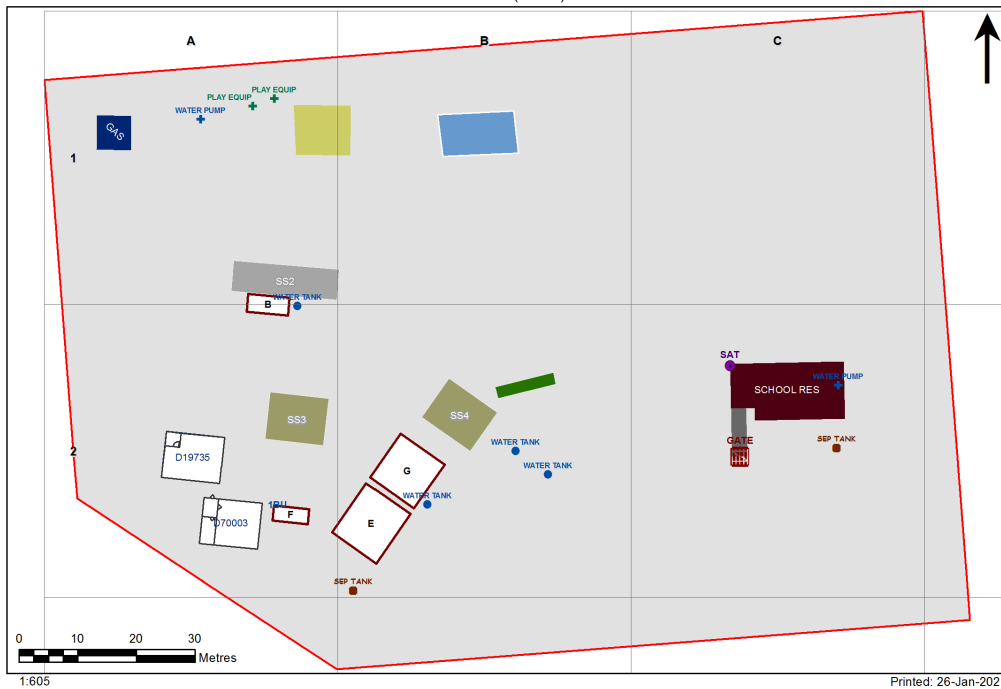 A
B
C
PLAY EQUIP
PLAY EQUIP
WATER PUMP
GAS
1
SS2
WATER TANK
B
SAT
WATER PUMP
SCHOOL RES
SS3
SS4
GATE
SEP TANK
2
WATER TANK
D19735
G
WATER TANK
WATER TANK
F
D70003
E
SEP TANK
0 10 20 30
Metres
1:605
Printed: 26-Jan-202